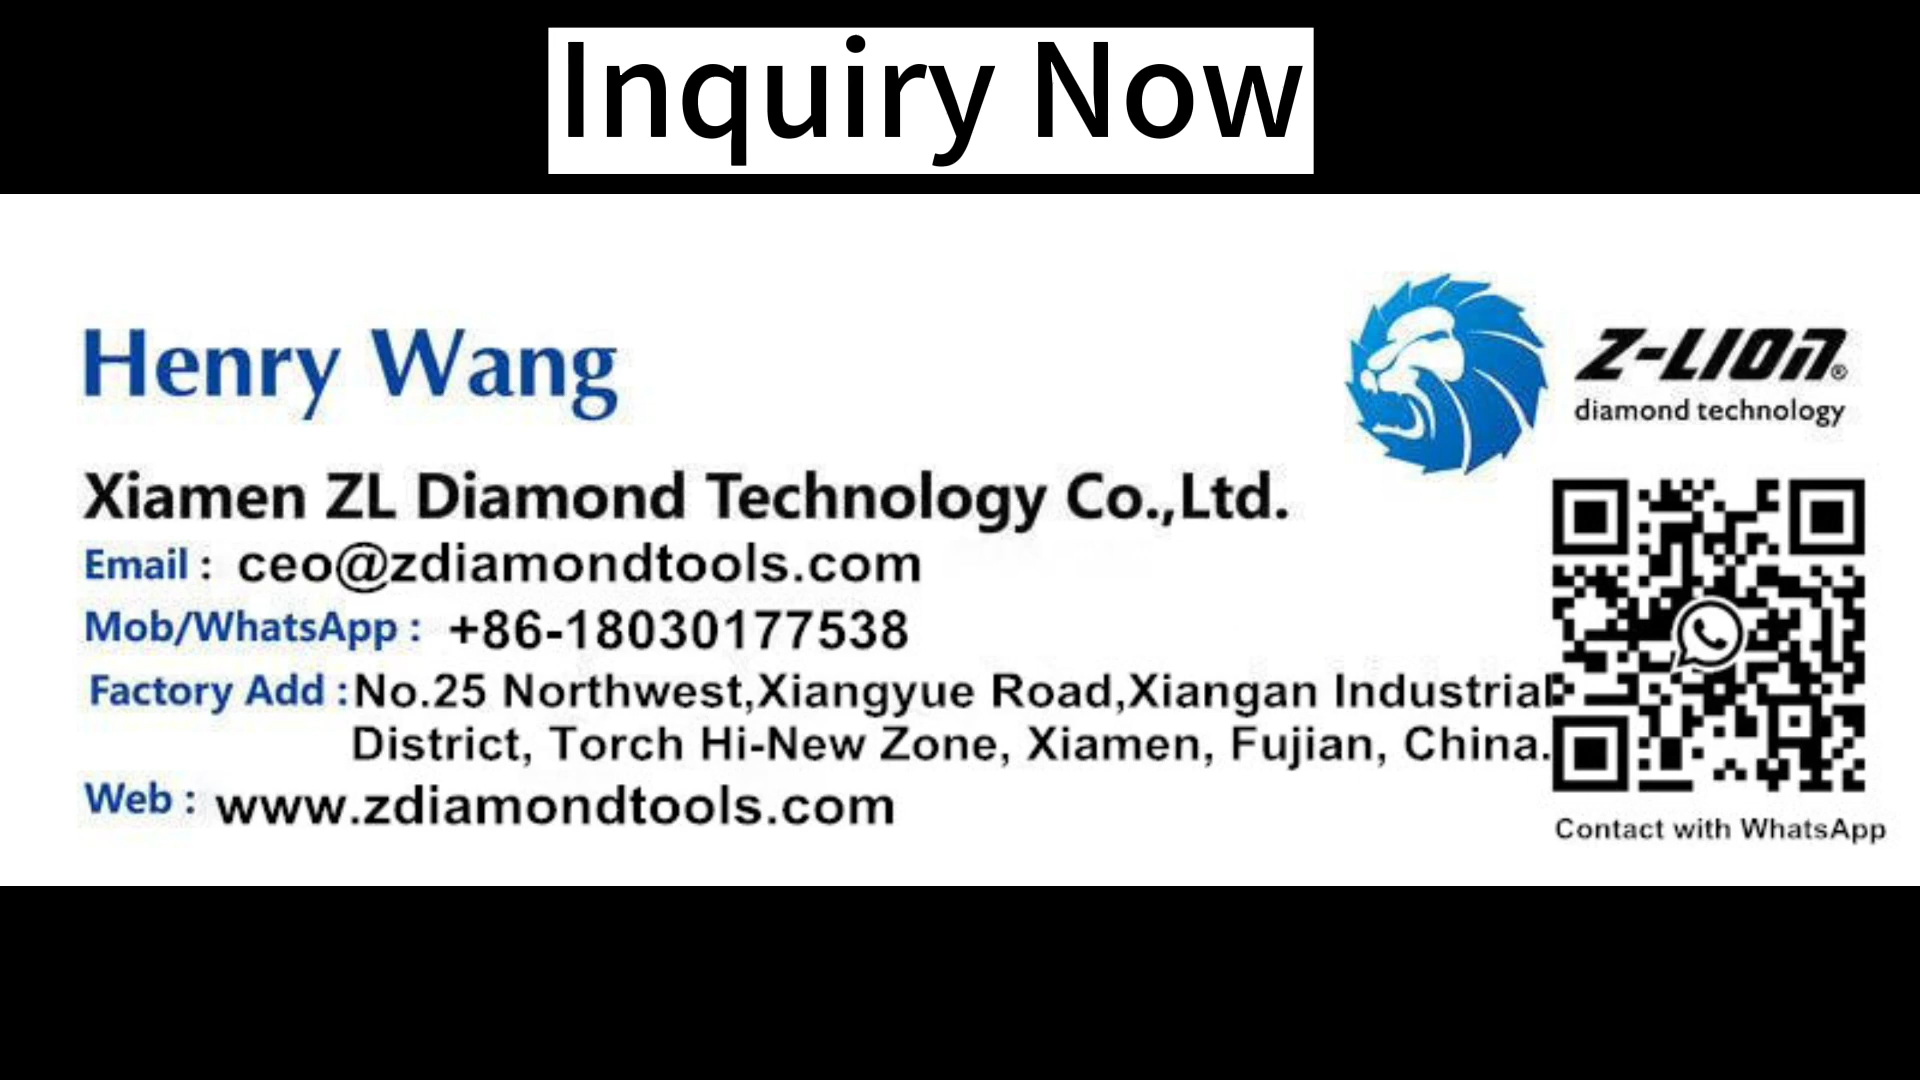 Inquiry Now
Henry Wang
Z-LION®
diamond technology
Xiamen ZL Diamond Technology Co.,Ltd.
Email : ceo@zdiamondtools.com
Mob/WhatsApp : +86-18030177538
Factory Add :No.25 Northwest,Xiangyue Road,Xiangan Industrial
District, Torch Hi-New Zone, Xiamen, Fujian, China.
Web : www.zdiamondtools.com
Contact with WhatsApp